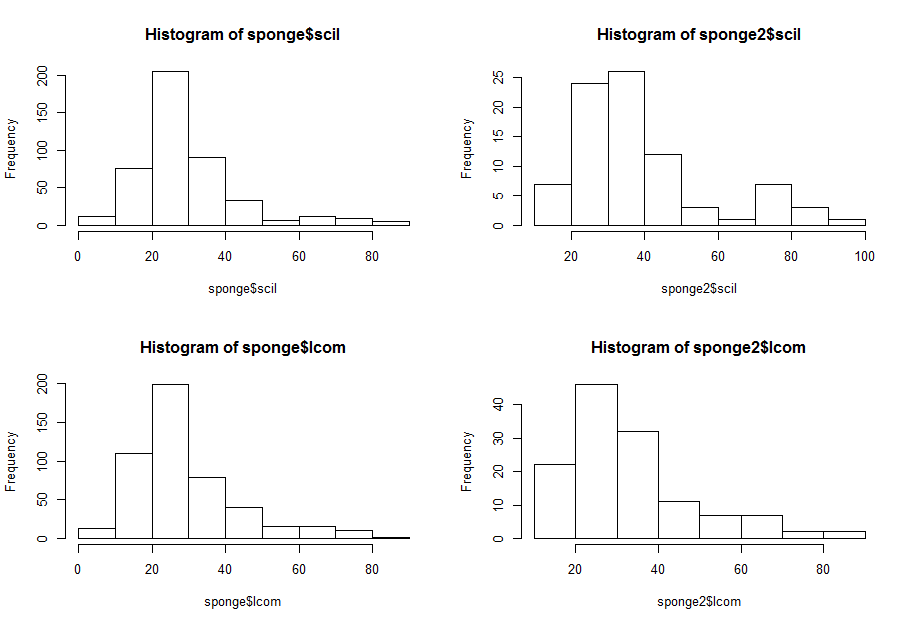 Histogram of sponge$scil
Frequency
0 50 100 150 200
0 20 40 60 80
sponge$scil
Histogram of sponge2$scil
Frequency
0 5 10 15 20 25
20 40 60 80 100
sponge2$scil
Histogram of sponge$lcom
Frequency
0 50 100 150 200
0 20 40 60 80
sponge$lcom
Histogram of sponge2$lcom
Frequency
0 10 20 30 40
20 40 60 80
sponge2$lcom